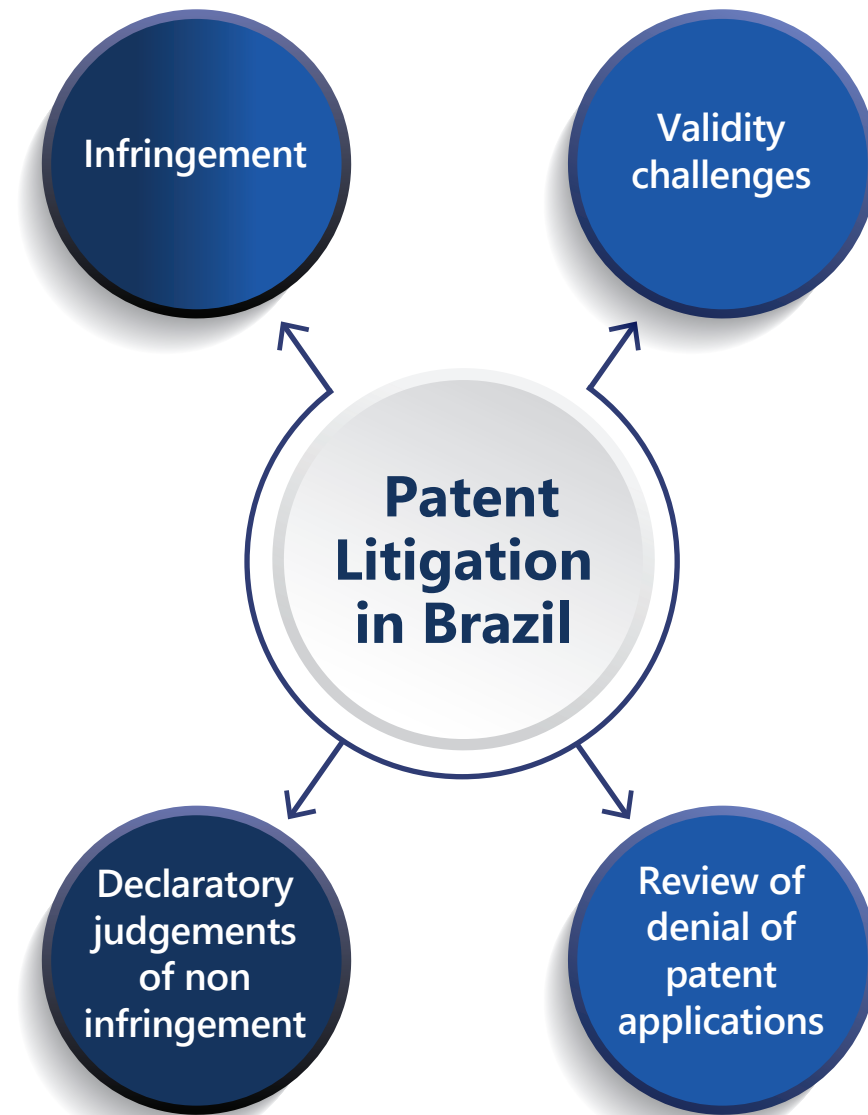 Infringement
Validity
challenges
Patent
Litigation
in Brazil
Declaratory
judgements
of non
infringement
Review of
denial of
patent
applications